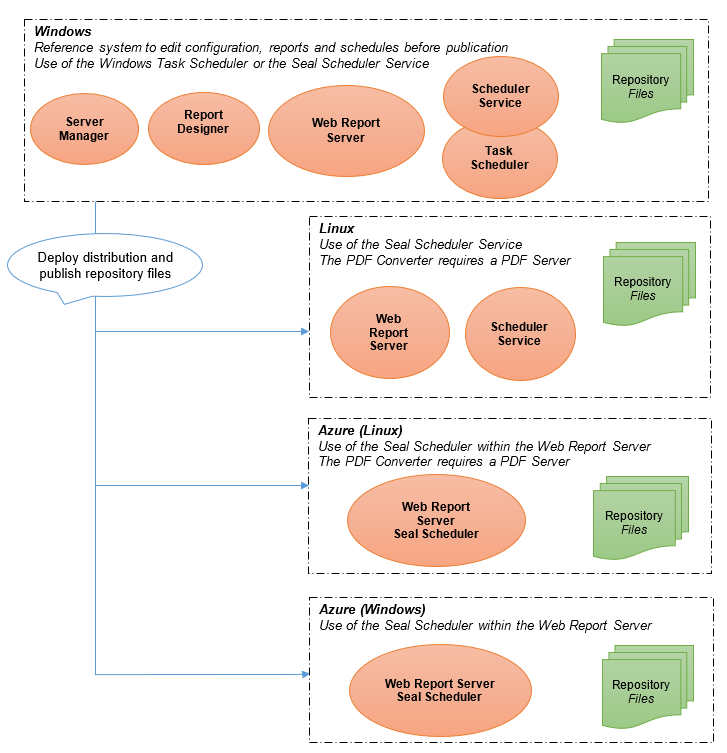 Windows
Reference system to edit configuration, reports and schedules before publication
Use of the Windows Task Scheduler or the Seal Scheduler Service
Server
Manager
Report
Designer
Web Report
Server
Scheduler
Service
Task
Scheduler
Repository
Files
Deploy distribution and
publish repository files
Linux
Use of the Seal Scheduler Service
The PDF Converter requires a PDF Server
Web
Report
Server
Scheduler
Service
Repository
Files
Azure (Linux)
Use of the Seal Scheduler within the Web Report Server
The PDF Converter requires a PDF Server
Web Report
Server
Seal Scheduler
Repository
Files
Azure (Windows)
Use of the Seal Scheduler within the Web Report Server
Web Report Server
Seal Scheduler
Repository
Files